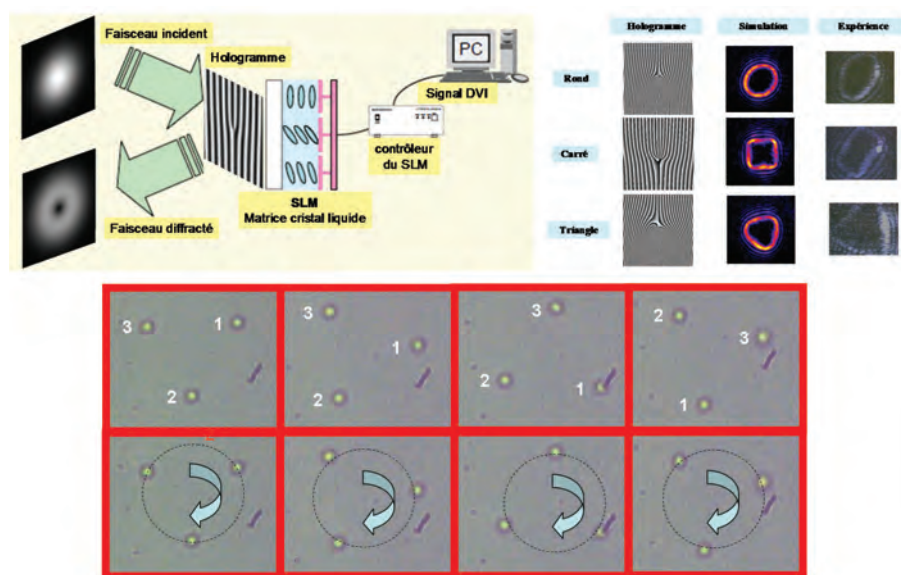 Faisceau incident
Hologramme
PC
Signal DVI
contrôleur
du SLM
SLM
Matrice cristal liquide
Faisceau diffracté
Hologramme Simulation Expérience
Rond
Carré
Triangle
3 1 2
3 1 2
3 2 1
2 3 1